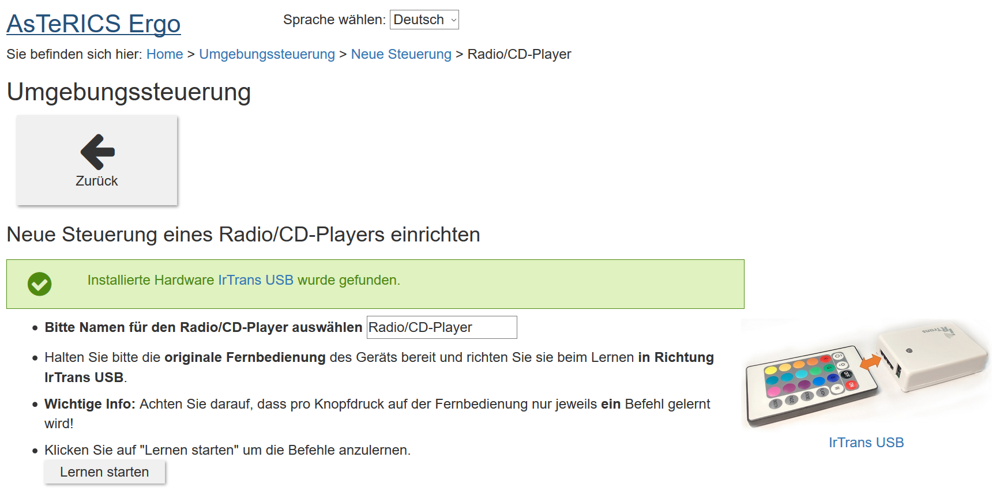 AsTeRICS Ergo
Sprache wählen: Deutsch
Sie befinden sich hier: Home > Umgebungssteuerung > Neue Steuerung > Radio/CD-Player
Umgebungssteuerung
Zurück
Neue Steuerung eines Radio/CD-Players einrichten
Installierte Hardware IrTrans USB wurde gefunden.
Bitte Namen für den Radio/CD-Player auswählen Radio/CD-Player
Halten Sie bitte die originale Fernbedienung des Geräts bereit und richten Sie sie beim Lernen in Richtung
IrTrans USB.
Wichtige Info: Achten Sie darauf, dass pro Knopfdruck auf der Fernbedienung nur jeweils ein Befehl gelernt
wird!
Klicken Sie auf "Lernen starten" um die Befehle anzulernen.
Lernen starten
IRTrans
OFF
ON
R
G
B
W
IrTrans USB